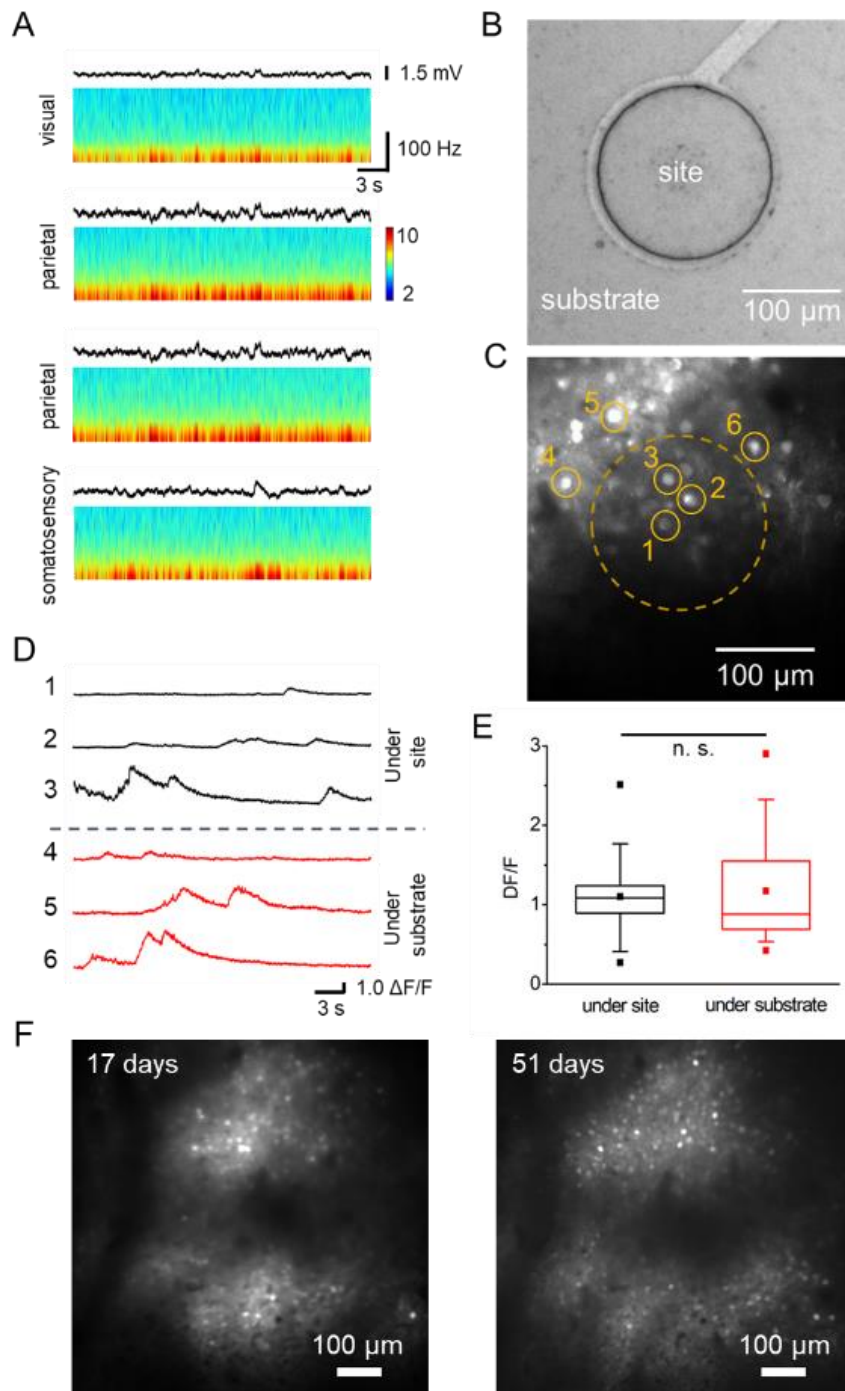 A
visual
1.5 mV
100 Hz
3 s
parietal
10
2
parietal
somatosensory
B
site
substrate
100 µm
C
5
6
4
3
2
1
100 µm
D
1
2
3
Under site
4
5
6
Under substrate
1.0 ΔF/F
3 s
E
n. s.
DF/F
3
2
1
0
under site
under substrate
F
17 days
100 µm
51 days
100 µm